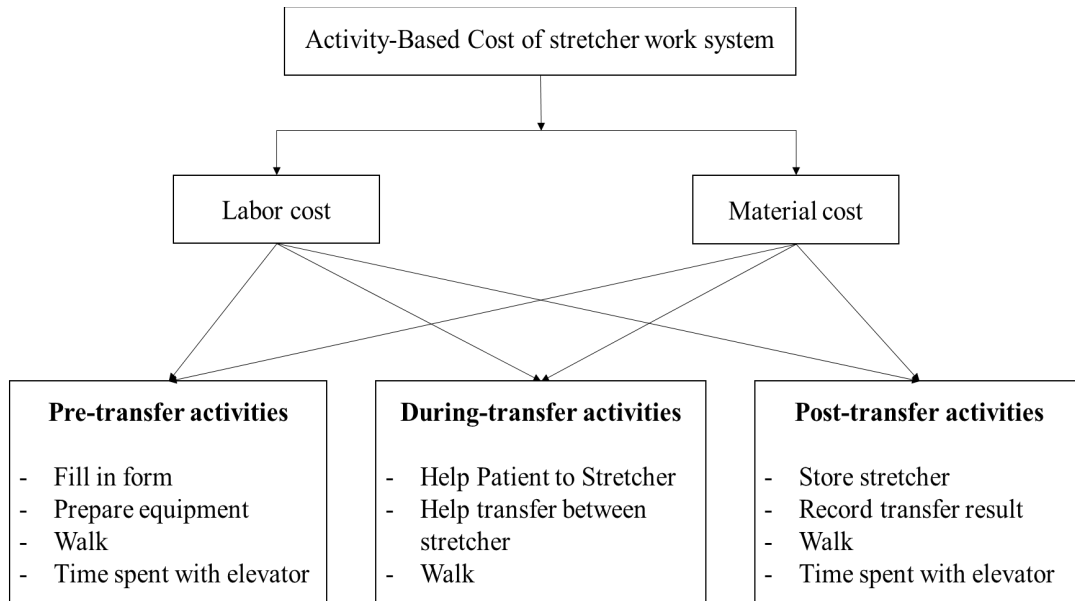 Activity-Based Cost of stretcher work system
Labor cost
Material cost
Pre-transfer activities
- Fill in form
- Prepare equipment
- Walk
- Time spent with elevator
During-transfer activities
- Help Patient to Stretcher
- Help transfer between
stretcher
- Walk
Post-transfer activities
- Store stretcher
- Record transfer result
- Walk
- Time spent with elevator